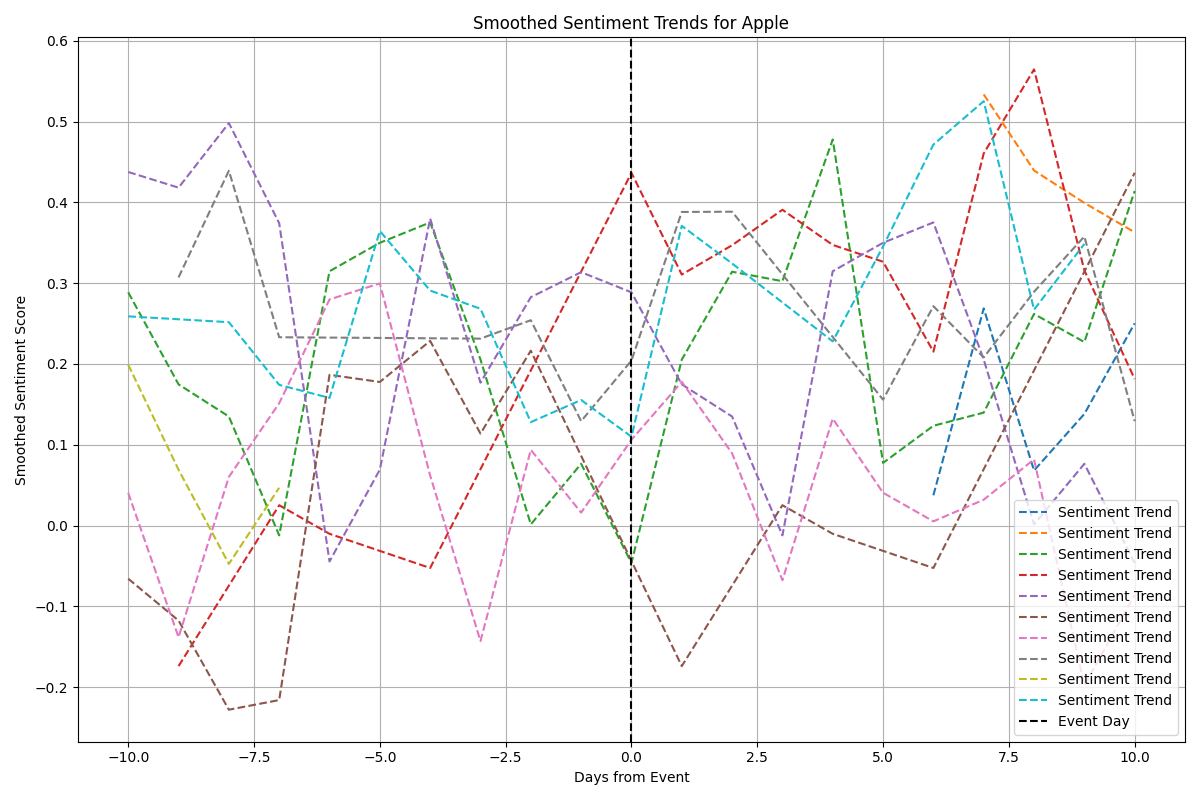 Smoothed Sentiment Trends for Apple
0.6
0.5
0.4
0.3
0.2
0.1
0.0
−0.1
−0.2
Smoothed Sentiment Score
−10.0 −7.5 −5.0 −2.5 0.0 2.5 5.0 7.5 10.0
Days from Event
Sentiment Trend
Sentiment Trend
Sentiment Trend
Sentiment Trend
Sentiment Trend
Sentiment Trend
Sentiment Trend
Sentiment Trend
Sentiment Trend
Sentiment Trend
Event Day